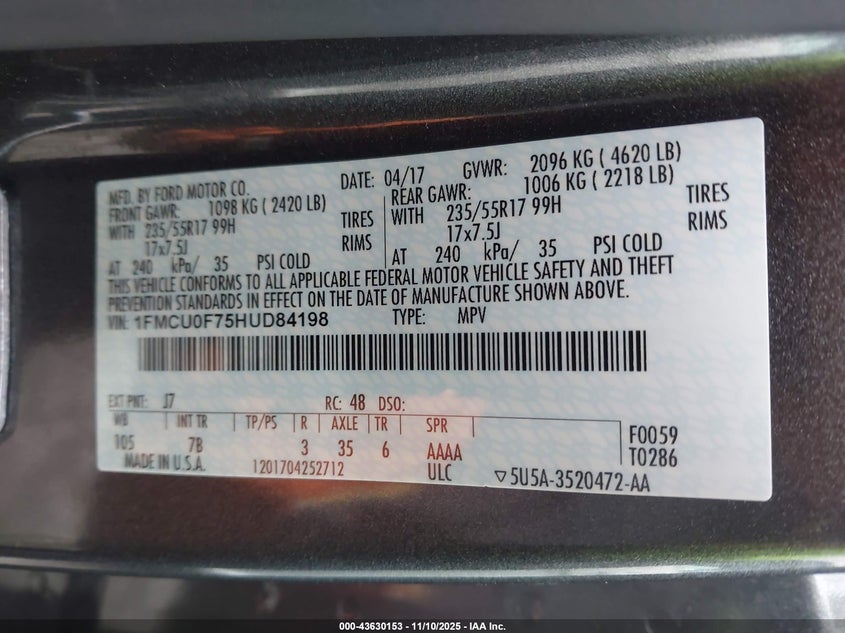 MFD. BY FORD MOTOR CO.
DATE: 04/17
GVWR: 2096 KG ( 4620 LB)
FRONT GAWR: 1098 KG ( 2420 LB)
REAR GAWR: 1006 KG ( 2218 LB)
WITH 235/55R17 99H TIRES
WITH 235/55R17 99H TIRES
17x7.5J RIMS
17x7.5J RIMS
AT 240 kPa/ 35 PSI COLD
AT 240 kPa/ 35 PSI COLD
THIS VEHICLE CONFORMS TO ALL APPLICABLE FEDERAL MOTOR VEHICLE SAFETY AND THEFT
PREVENTION STANDARDS IN EFFECT ON THE DATE OF MANUFACTURE SHOWN ABOVE.
VIN: 1FMCU0F75HUD84198 TYPE: MPV
EXT PNT: J7 RC: 48 DSO:
WB INT TR TP/PS R AXLE TR SPR
105 7B 3 35 6 AAAA
F0059
T0286
MADE IN U.S.A. 1201704252712 ULC ▽5U5A-3520472-AA
000-43630153 - 11/10/2025 - IAA Inc.